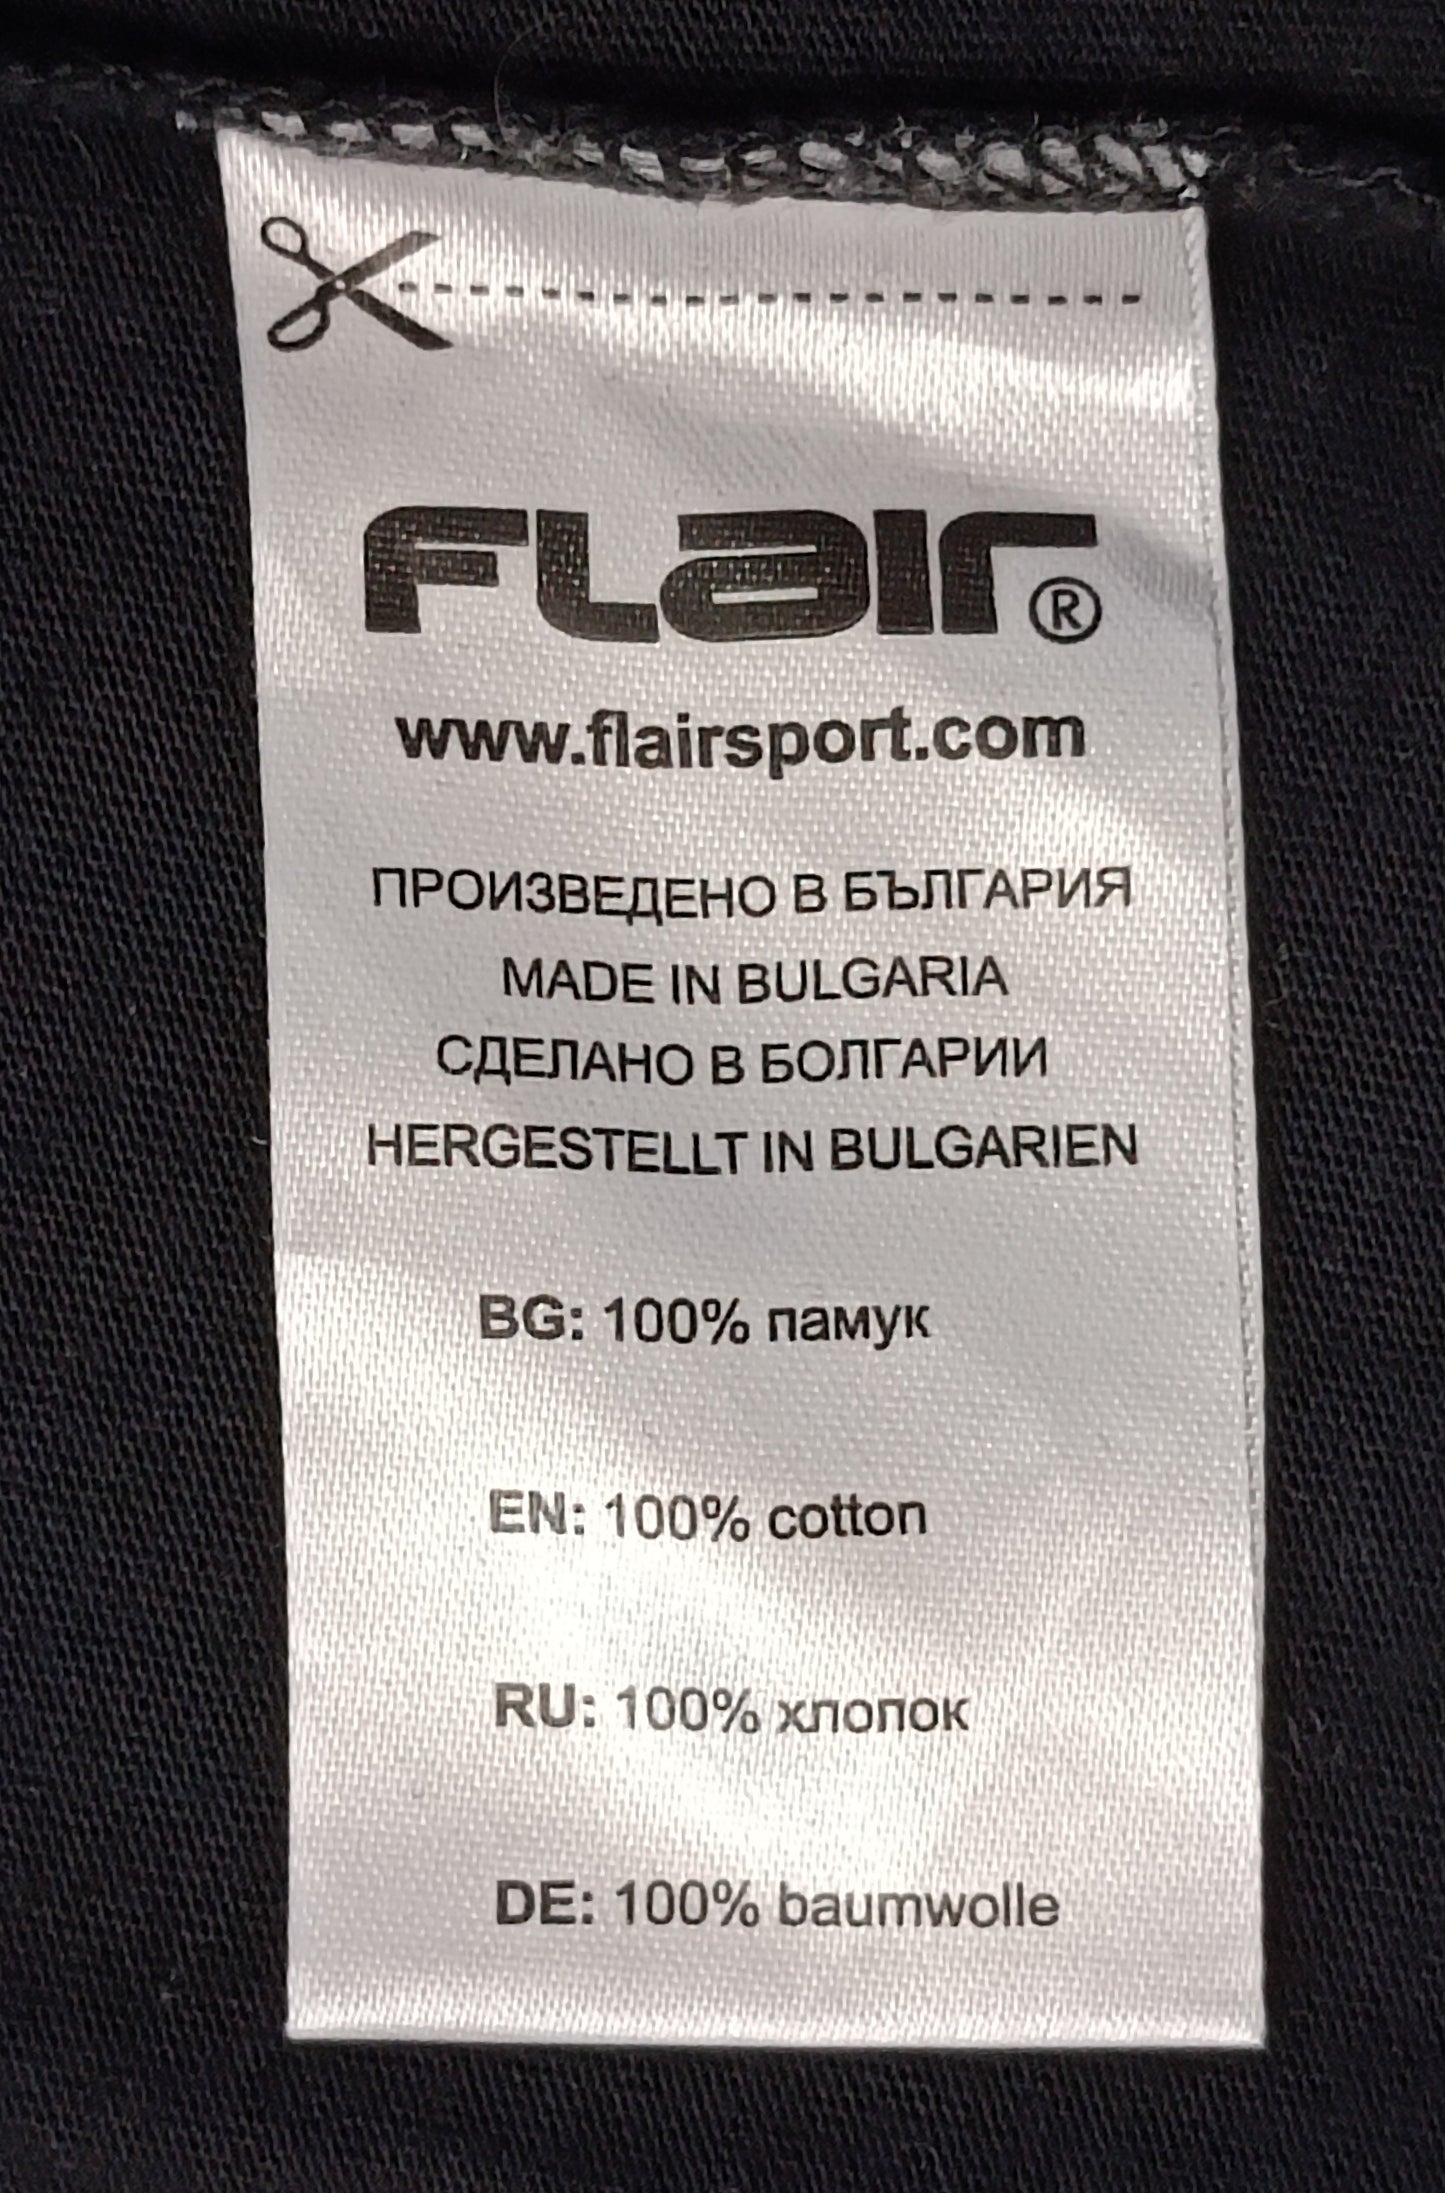 FLaIr®
www.flairsport.com
ПРОИЗВЕДЕНО В БЪЛГАРИЯ
MADE IN BULGARIA
СДЕЛАНО В БОЛГАРИИ
HERGESTELLT IN BULGARIEN
BG: 100% памук
EN: 100% cotton
RU: 100% хлопок
DE: 100% baumwolle